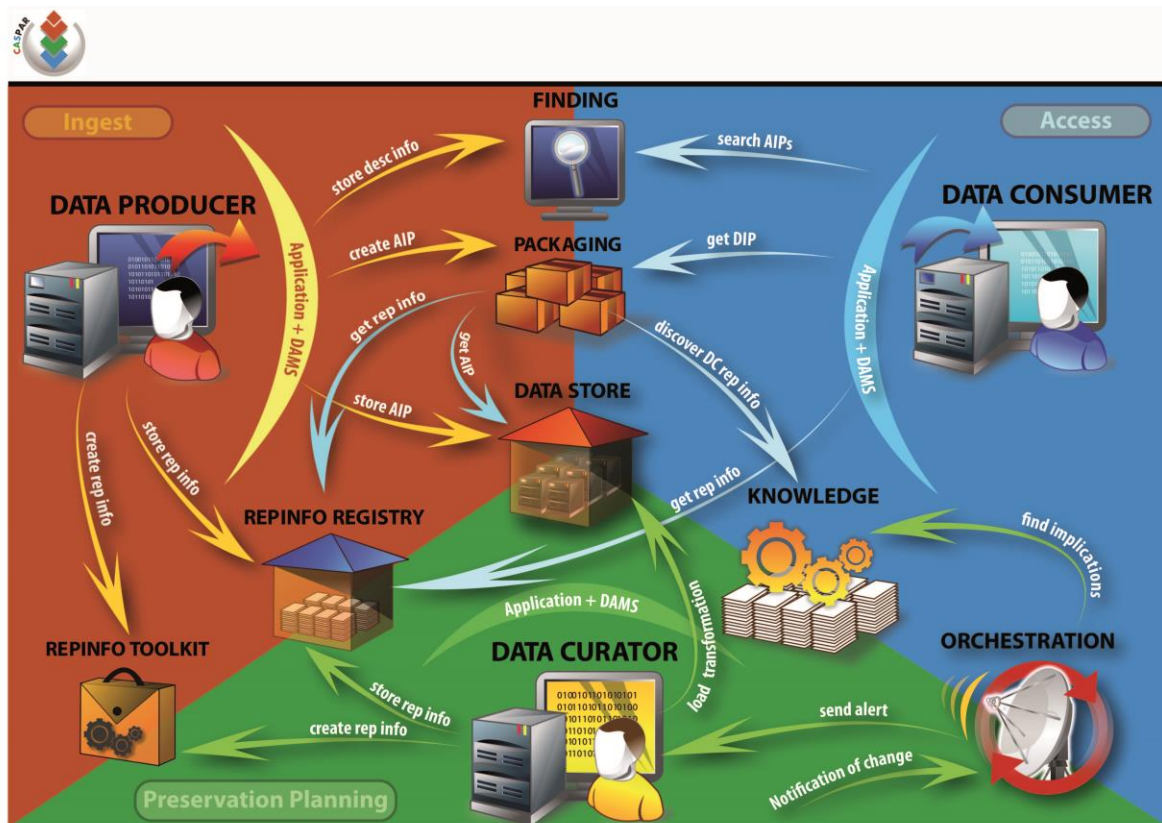 CASPAR
Ingest
FINDING
Access
store desc info
search AIPs
DATA PRODUCER
DATA CONSUMER
Application + DAMS
create AIP
PACKAGING
get DIP
Application + DAMS
get rep info
get AIP
discover DC rep info
store AIP
DATA STORE
create rep info
store rep info
get rep info
REPINFO REGISTRY
KNOWLEDGE
find implications
Application + DAMS
load transformation
REPINFO TOOLKIT
DATA CURATOR
ORCHESTRATION
store rep info
create rep info
send alert
Notification of change
Preservation Planning